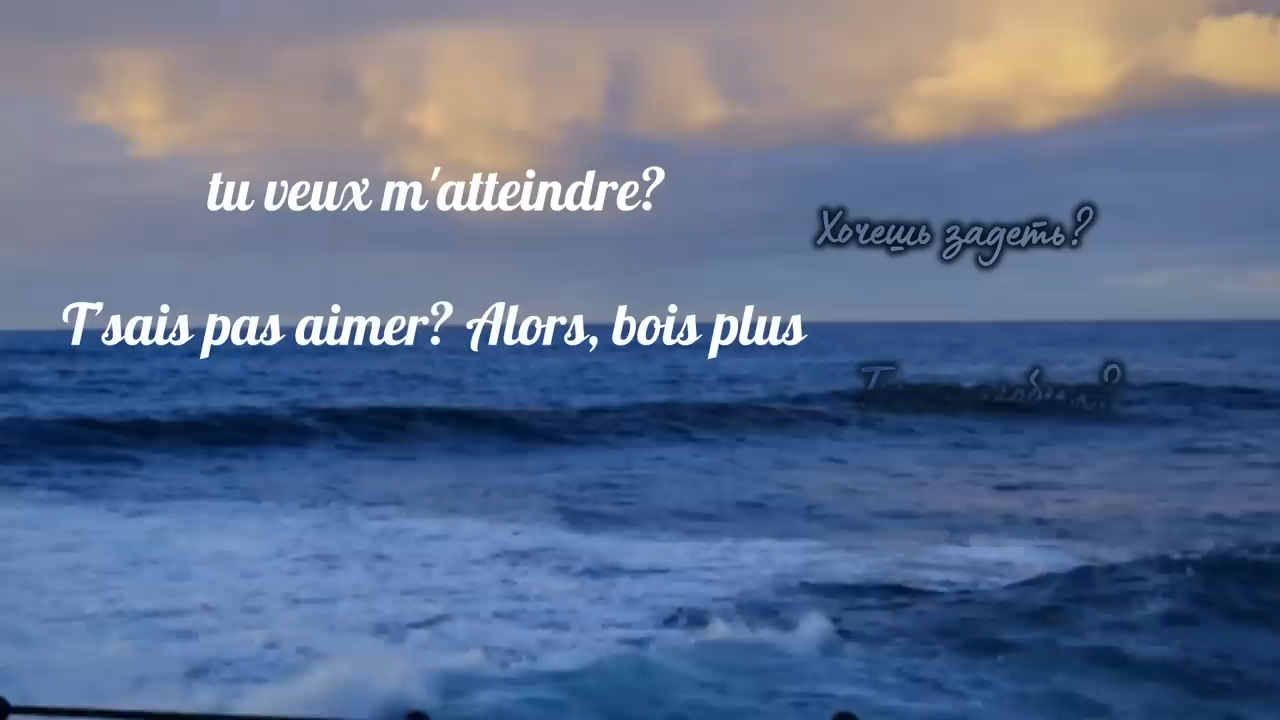 tu veux m'atteindre?
Хочешь задеть?
T'sais pas aimer? Alors, bois plus